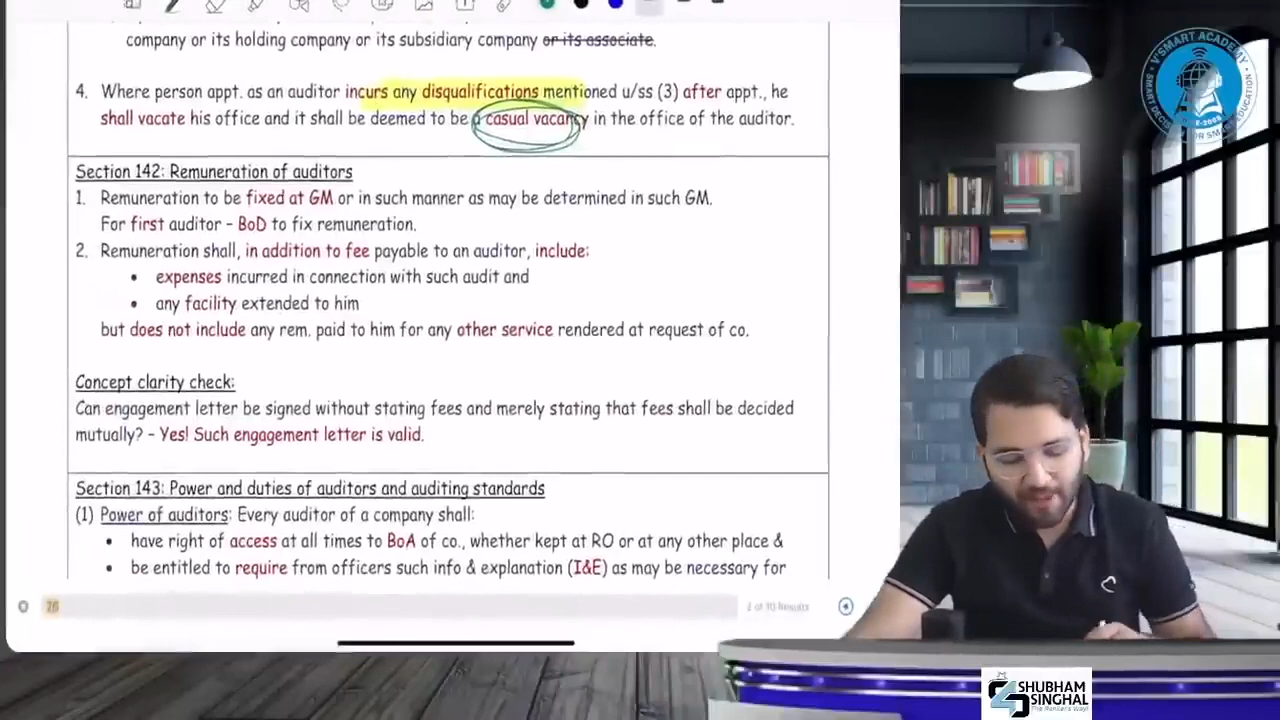 company or its holding company or its subsidiary company or its associate.
4. Where person appt. as an auditor incurs any disqualifications mentioned u/ss (3) after appt., he
shall vacate his office and it shall be deemed to be a casual vacancy in the office of the auditor.
Section 142: Remuneration of auditors
1. Remuneration to be fixed at GM or in such manner as may be determined in such GM.
For first auditor – BoD to fix remuneration.
2. Remuneration shall, in addition to fee payable to an auditor, include:
• expenses incurred in connection with such audit and
• any facility extended to him
but does not include any rem. paid to him for any other service rendered at request of co.
Concept clarity check:
Can engagement letter be signed without stating fees and merely stating that fees shall be decided
mutually? – Yes! Such engagement letter is valid.
Section 143: Power and duties of auditors and auditing standards
(1) Power of auditors: Every auditor of a company shall:
• have right of access at all times to BoA of co., whether kept at RO or at any other place &
• be entitled to require from officers such info & explanation (I&E) as may be necessary for
2 of 10 Results
V'SMART ACADEMY
SHUBHAM
SINGHAL